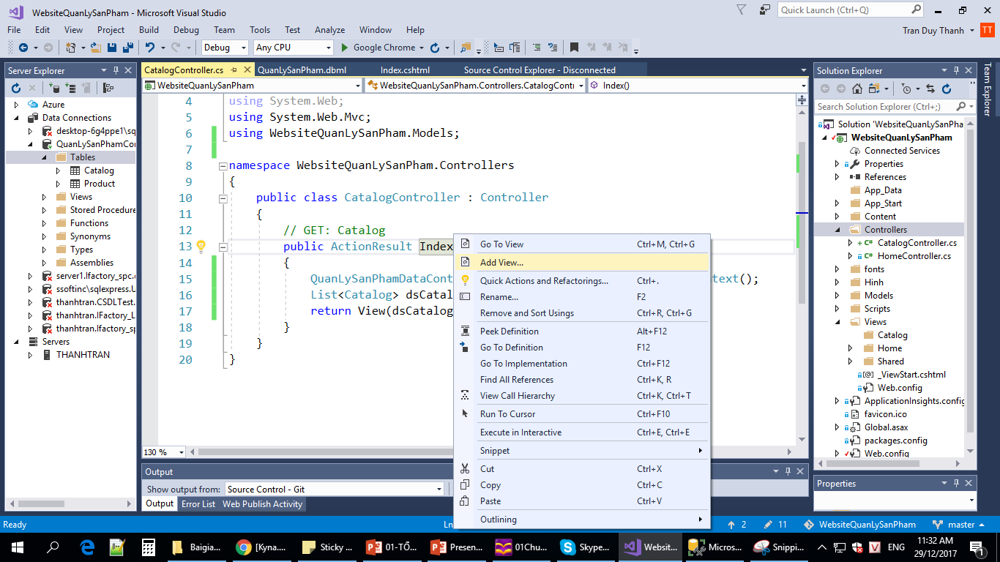 WebsiteQuanLySanPham - Microsoft Visual Studio
Quick Launch (Ctrl+Q)
File Edit View Project Build Debug Team Tools Test Analyze Window Help
Tran Duy Thanh TT
Debug Any CPU Google Chrome
Server Explorer
Azure
Data Connections
desktop-6g4ppe1\sq
QuanLySanPhamCor
Tables
Catalog
Product
Views
Stored Procedure
Functions
Synonyms
Types
Assemblies
server1.lfactory_spc.d
ssoftinc\sqlexpress.U
thanhtran.CSDLTest.
thanhtran.IFactory_L
thanhtran.lfactory_sp
Servers
THANHTRAN
CatalogController.cs QuanLySanPham.dbml Index.cshtml Source Control Explorer - Disconnected
WebsiteQuanLySanPham WebsiteQuanLySanPham.Controllers.CatalogConti Index()
4 using System.Web;
5 using System.Web.Mvc;
6 using WebsiteQuanLySanPham.Models;
7
8 namespace WebsiteQuanLySanPham.Controllers
9 {
10 public class CatalogController : Controller
11 {
12 // GET: Catalog
13 public ActionResult Index
14 {
15 QuanLySanPhamDataCont text();
16 List<Catalog> dsCatal
17 return View(dsCatalog
18 }
19 }
20 }
130 %
Go To View Ctrl+M, Ctrl+G
Add View...
Quick Actions and Refactorings... Ctrl+.
Rename... F2
Remove and Sort Usings Ctrl+R, Ctrl+G
Peek Definition Alt+F12
Go To Definition F12
Go To Implementation Ctrl+F12
Find All References Ctrl+K, R
View Call Hierarchy Ctrl+K, Ctrl+T
Run To Cursor Ctrl+F10
Execute in Interactive Ctrl+E, Ctrl+E
Snippet
Cut Ctrl+X
Copy Ctrl+C
Paste Ctrl+V
Outlining
Output
Show output from: Source Control - Git
Output Error List Web Publish Activity
Solution Explorer
Search Solution Explorer (Ctrl+;)
Solution 'WebsiteQuanLySanPha
WebsiteQuanLySanPham
Connected Services
Properties
References
App_Data
App_Start
Content
Controllers
CatalogController.cs
HomeController.cs
fonts
Hinh
Models
Scripts
Views
Catalog
Home
Shared
_ViewStart.cshtml
Web.config
ApplicationInsights.config
favicon.ico
Global.asax
packages.config
Web.config
Properties
Team Explorer
Ready Ln 2 11 WebsiteQuanLySanPham master
Baigia... [Kyna... Sticky ... 01-TỔ... Presen... 01Chu... Skype... Websit... Micros... Snippi... ENG
11:32 AM
29/12/2017
1